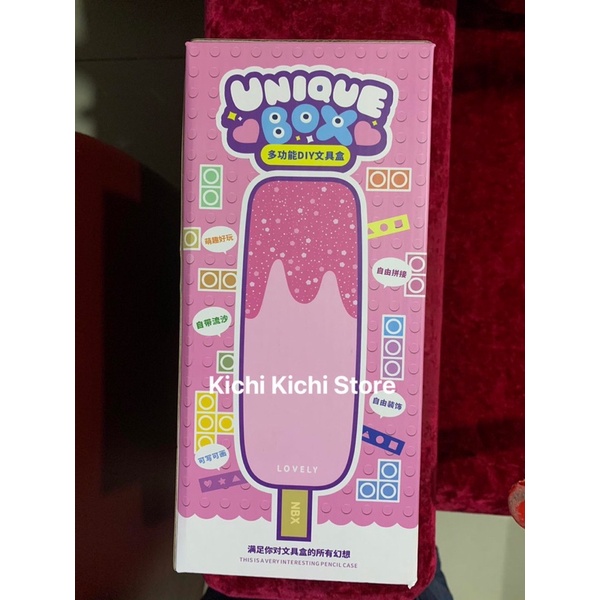 UNIQUE
BOX
多功能DIY文具盒
萌趣好玩
自由拼接
自带流沙
Kichi Kichi Store
自由装饰
可写可画
LOVELY
NBX
满足你对文具盒的所有幻想
THIS IS A VERY INTERESTING PENCIL CASE